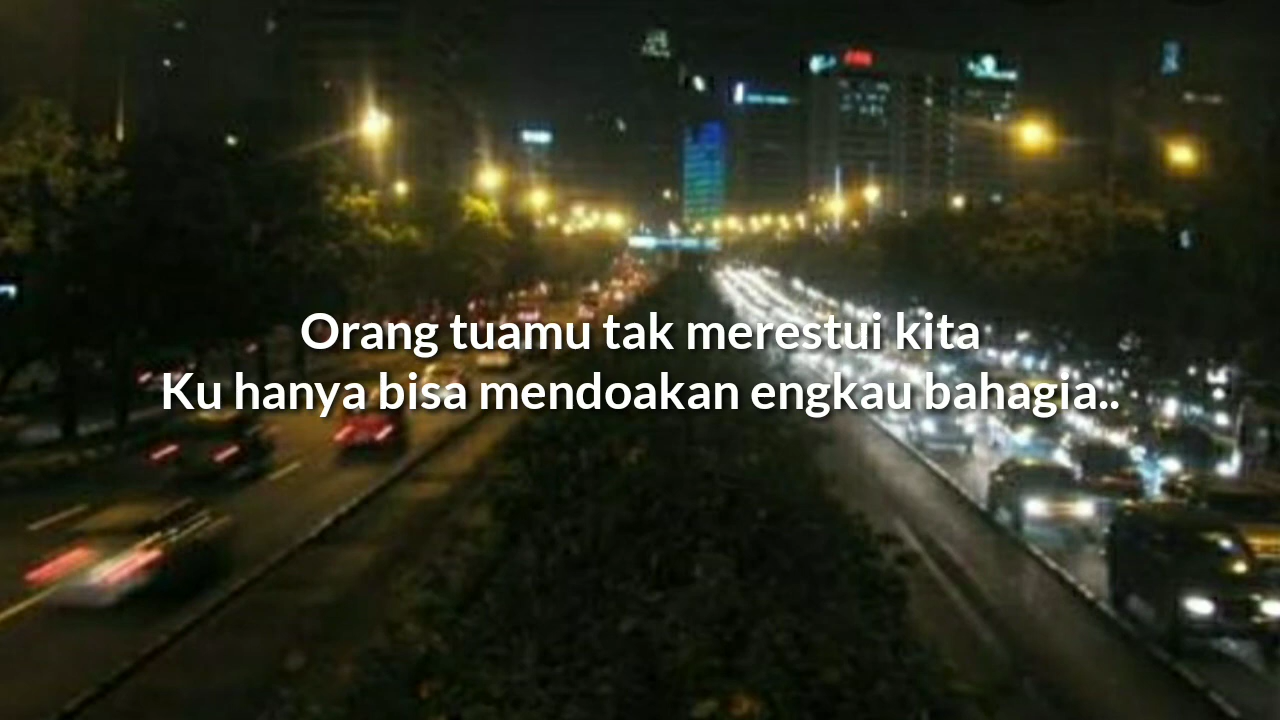 Orang tuamu tak merestui kita
Ku hanya bisa mendoakan engkau bahagia..